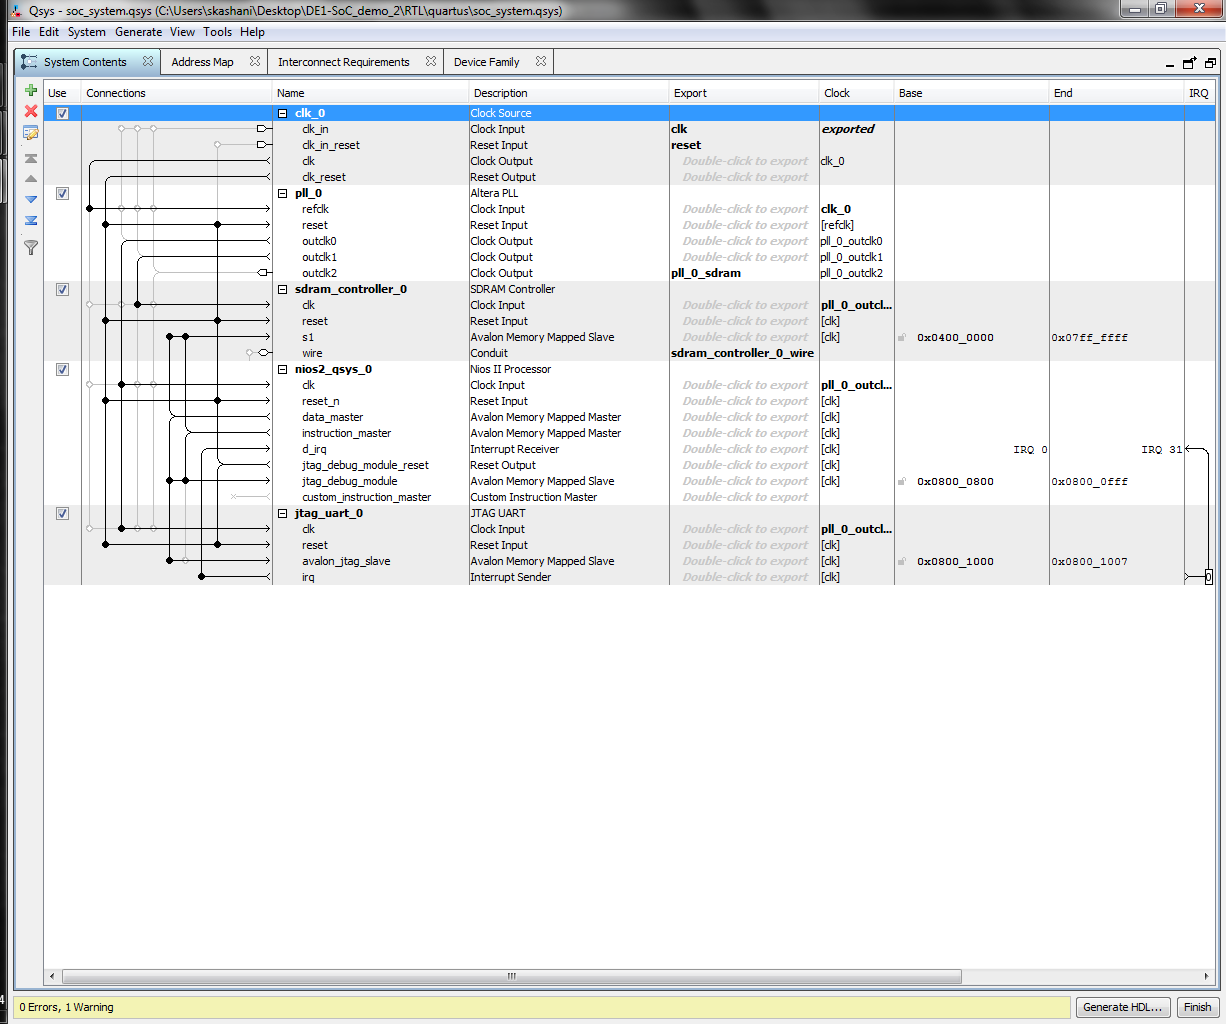 Qsys - soc_system.qsys (C:\Users\skashani\Desktop\DE1-SoC_demo_2\RTL\quartus\soc_system.qsys)
File Edit System Generate View Tools Help
System Contents Address Map Interconnect Requirements Device Family
Use Connections Name Description Export Clock Base End IRQ
clk_0 Clock Source
clk_in Clock Input clk exported
clk_in_reset Reset Input reset
clk Clock Output Double-click to export clk_0
clk_reset Reset Output Double-click to export
pll_0 Altera PLL
refclk Clock Input Double-click to export clk_0
reset Reset Input Double-click to export [refclk]
outclk0 Clock Output Double-click to export pll_0_outclk0
outclk1 Clock Output Double-click to export pll_0_outclk1
outclk2 Clock Output pll_0_sdram pll_0_outclk2
sdram_controller_0 SDRAM Controller
clk Clock Input Double-click to export pll_0_outcl...
reset Reset Input Double-click to export [clk]
s1 Avalon Memory Mapped Slave Double-click to export [clk] 0x0400_0000 0x07ff_ffff
wire Conduit sdram_controller_0_wire
nios2_qsys_0 Nios II Processor
clk Clock Input Double-click to export pll_0_outcl...
reset_n Reset Input Double-click to export [clk]
data_master Avalon Memory Mapped Master Double-click to export [clk]
instruction_master Avalon Memory Mapped Master Double-click to export [clk]
d_irq Interrupt Receiver Double-click to export [clk] IRQ 0 IRQ 31
jtag_debug_module_reset Reset Output Double-click to export [clk]
jtag_debug_module Avalon Memory Mapped Slave Double-click to export [clk] 0x0800_0800 0x0800_0fff
custom_instruction_master Custom Instruction Master Double-click to export
jtag_uart_0 JTAG UART
clk Clock Input Double-click to export pll_0_outcl...
reset Reset Input Double-click to export [clk]
avalon_jtag_slave Avalon Memory Mapped Slave Double-click to export [clk] 0x0800_1000 0x0800_1007
irq Interrupt Sender Double-click to export [clk] 0
0 Errors, 1 Warning Generate HDL... Finish